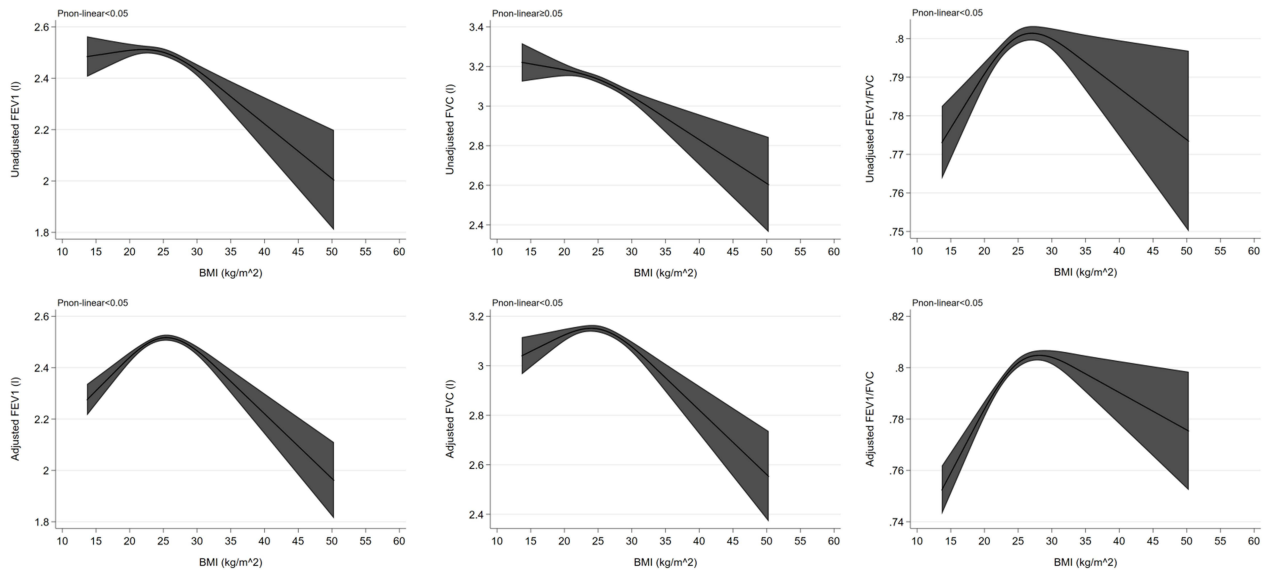 Pnon-linear<0.05
Unadjusted FEV1 (l)
2.6
2.4
2.2
2
1.8
10 15 20 25 30 35 40 45 50 55 60
BMI (kg/m^2)
Pnon-linear≥0.05
Unadjusted FVC (l)
3.4
3.2
3
2.8
2.6
2.4
10 15 20 25 30 35 40 45 50 55 60
BMI (kg/m^2)
Pnon-linear<0.05
Unadjusted FEV1/FVC
.8
.79
.78
.77
.76
.75
10 15 20 25 30 35 40 45 50 55 60
BMI (kg/m^2)
Pnon-linear<0.05
Adjusted FEV1 (l)
2.6
2.4
2.2
2
1.8
10 15 20 25 30 35 40 45 50 55 60
BMI (kg/m^2)
Pnon-linear<0.05
Adjusted FVC (l)
3.2
3
2.8
2.6
2.4
10 15 20 25 30 35 40 45 50 55 60
BMI (kg/m^2)
Pnon-linear<0.05
Adjusted FEV1/FVC
.82
.8
.78
.76
.74
10 15 20 25 30 35 40 45 50 55 60
BMI (kg/m^2)